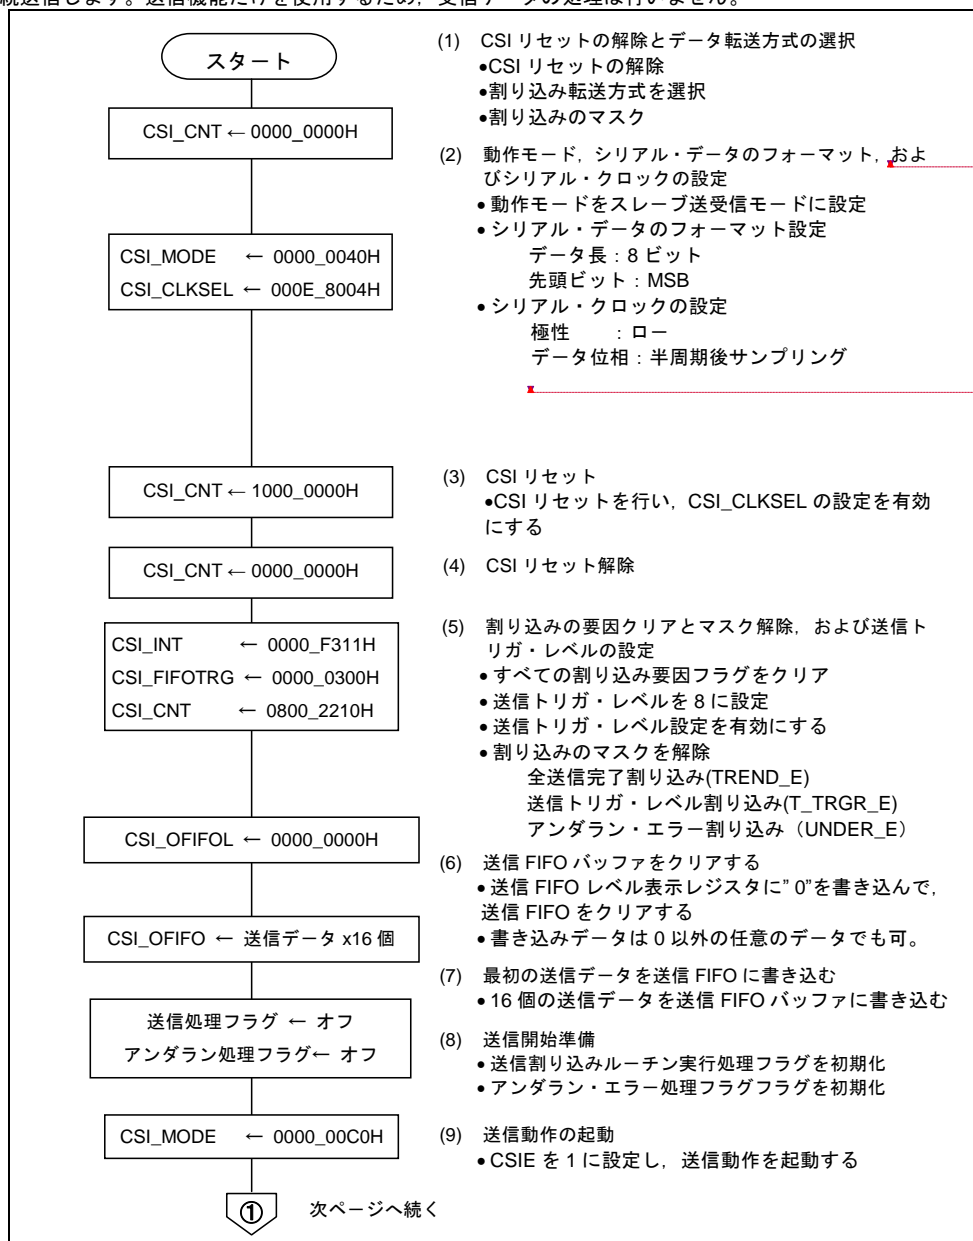 続送信します。送信機能だけを使用するため，受信データの処理は行いません。
スタート
CSI_CNT ← 0000_0000H
(1) CSI リセットの解除とデータ転送方式の選択
•CSI リセットの解除
•割り込み転送方式を選択
•割り込みのマスク
CSI_MODE ← 0000_0040H
CSI_CLKSEL ← 000E_8004H
(2) 動作モード，シリアル・データのフォーマット，およ
びシリアル・クロックの設定
• 動作モードをスレーブ送受信モードに設定
• シリアル・データのフォーマット設定
データ長：8 ビット
先頭ビット：MSB
• シリアル・クロックの設定
極性 ：ロー
データ位相：半周期後サンプリング
CSI_CNT ← 1000_0000H
(3) CSI リセット
•CSI リセットを行い，CSI_CLKSEL の設定を有効
にする
CSI_CNT ← 0000_0000H
(4) CSI リセット解除
CSI_INT ← 0000_F311H
CSI_FIFOTRG ← 0000_0300H
CSI_CNT ← 0800_2210H
(5) 割り込みの要因クリアとマスク解除，および送信ト
リガ・レベルの設定
• すべての割り込み要因フラグをクリア
• 送信トリガ・レベルを 8 に設定
• 送信トリガ・レベル設定を有効にする
• 割り込みのマスクを解除
全送信完了割り込み(TREND_E)
送信トリガ・レベル割り込み(T_TRGR_E)
アンダラン・エラー割り込み（UNDER_E）
CSI_OFIFOL ← 0000_0000H
(6) 送信 FIFO バッファをクリアする
• 送信 FIFO レベル表示レジスタに” 0”を書き込んで，
送信 FIFO をクリアする
• 書き込みデータは 0 以外の任意のデータでも可。
CSI_OFIFO ← 送信データ x16 個
(7) 最初の送信データを送信 FIFO に書き込む
• 16 個の送信データを送信 FIFO バッファに書き込む
送信処理フラグ ← オフ
アンダラン処理フラグ← オフ
(8) 送信開始準備
• 送信割り込みルーチン実行処理フラグを初期化
• アンダラン・エラー処理フラグフラグを初期化
CSI_MODE ← 0000_00C0H
(9) 送信動作の起動
• CSIE を 1 に設定し，送信動作を起動する
① 次ページへ続く